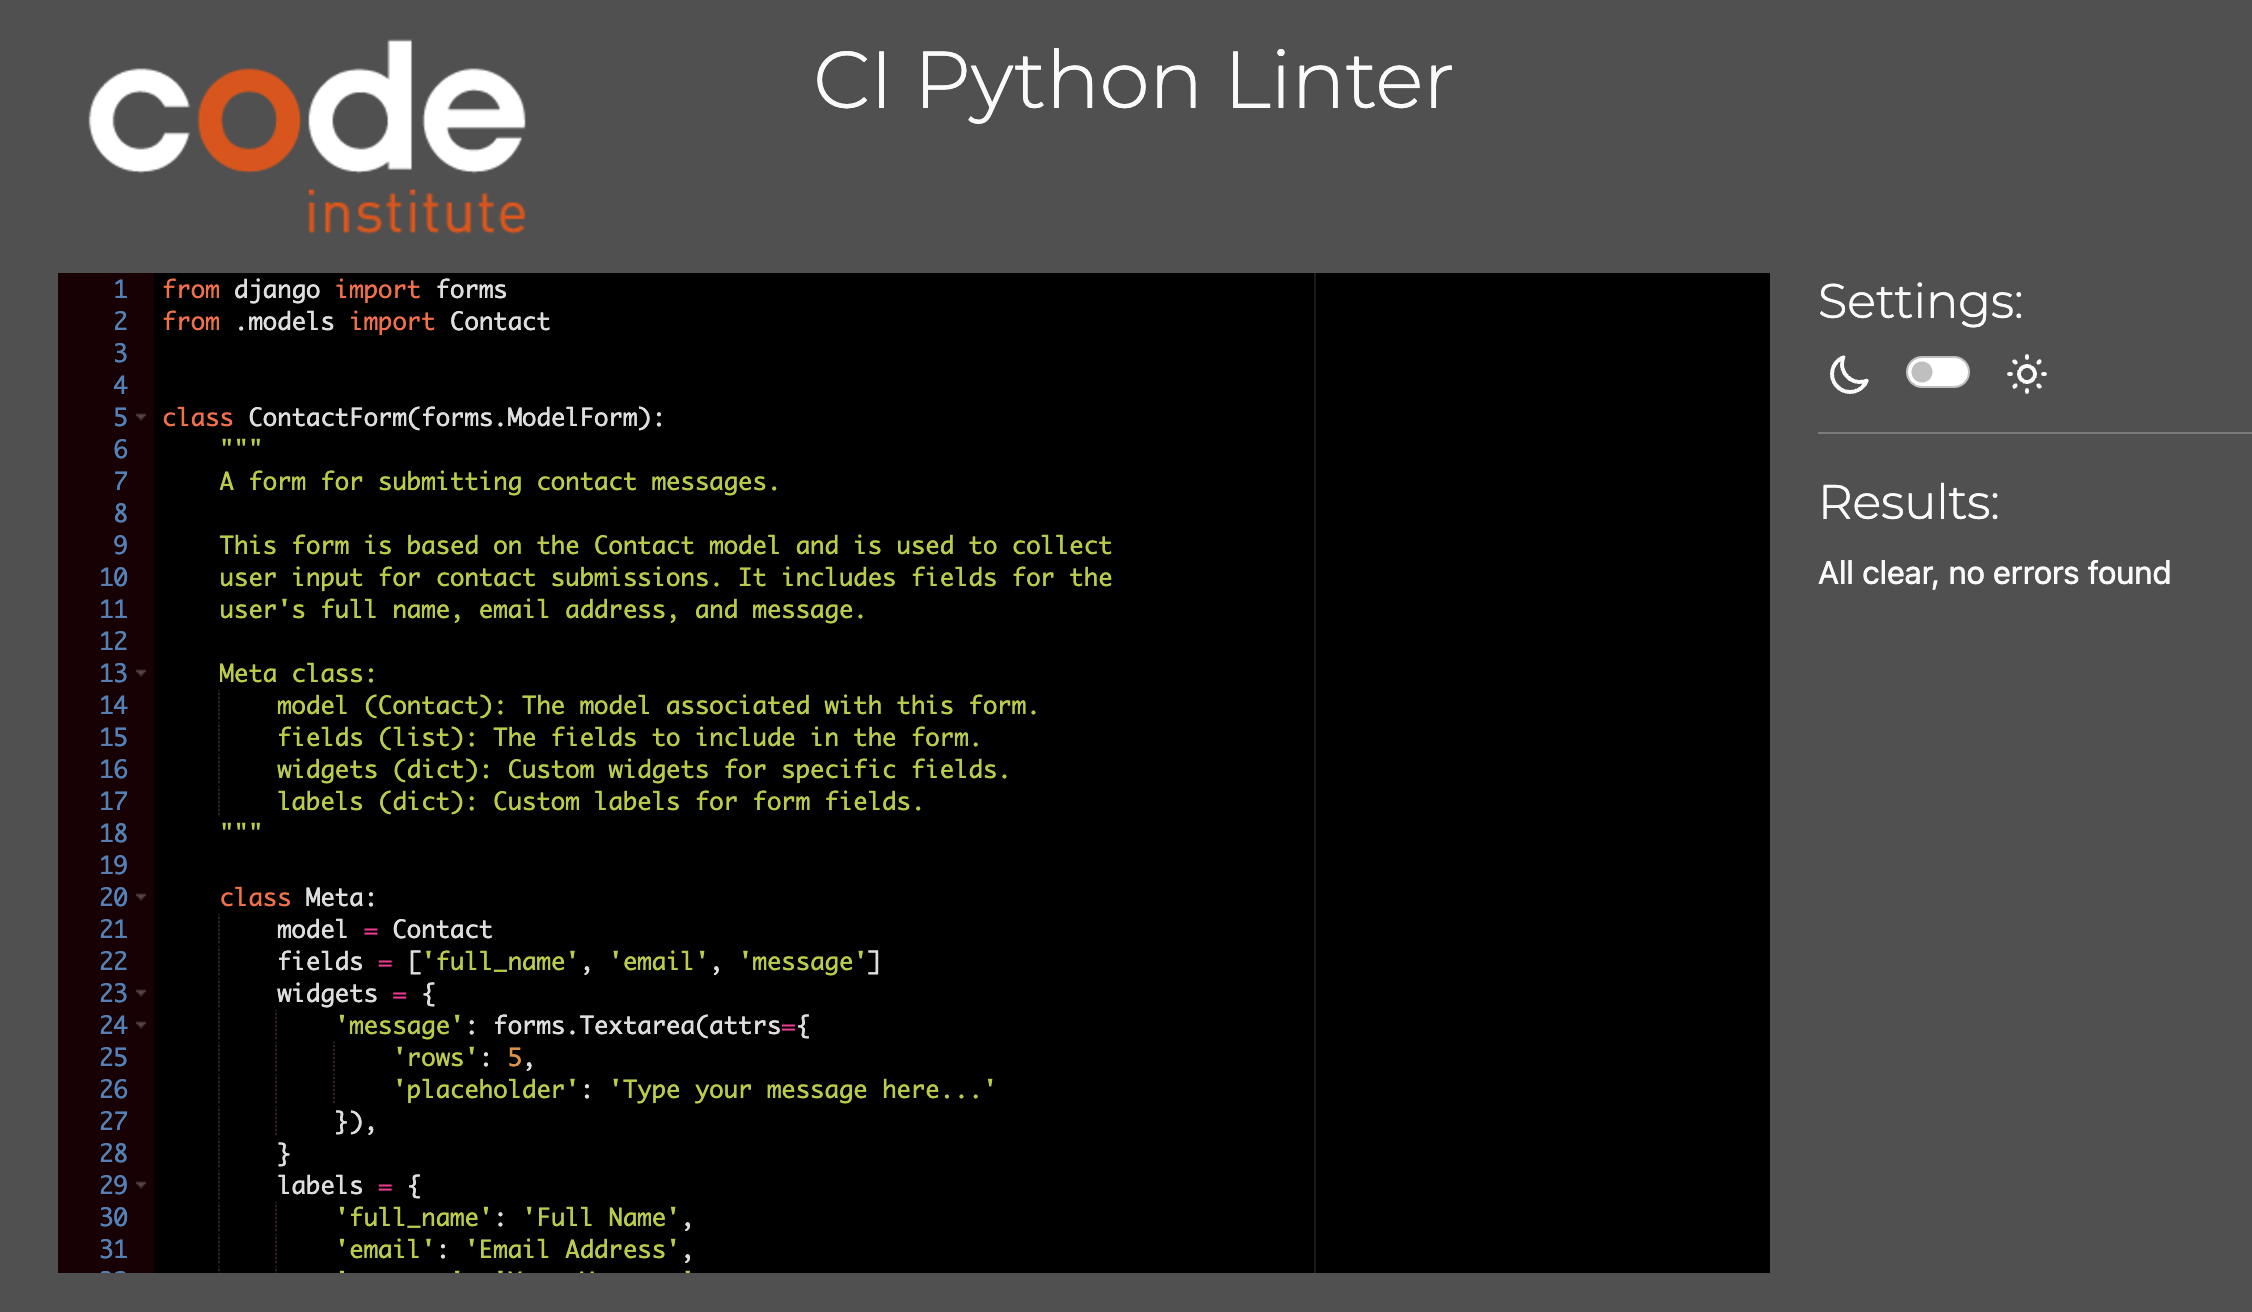 code
institute
CI Python Linter
1 from django import forms
2 from .models import Contact
3
4
5 class ContactForm(forms.ModelForm):
6     """
7     A form for submitting contact messages.
8
9     This form is based on the Contact model and is used to collect
10     user input for contact submissions. It includes fields for the
11     user's full name, email address, and message.
12
13     Meta class:
14         model (Contact): The model associated with this form.
15         fields (list): The fields to include in the form.
16         widgets (dict): Custom widgets for specific fields.
17         labels (dict): Custom labels for form fields.
18     """
19
20     class Meta:
21         model = Contact
22         fields = ['full_name', 'email', 'message']
23         widgets = {
24             'message': forms.Textarea(attrs={
25                 'rows': 5,
26                 'placeholder': 'Type your message here...'
27             }),
28         }
29         labels = {
30             'full_name': 'Full Name',
31             'email': 'Email Address',
Settings:
Results:
All clear, no errors found